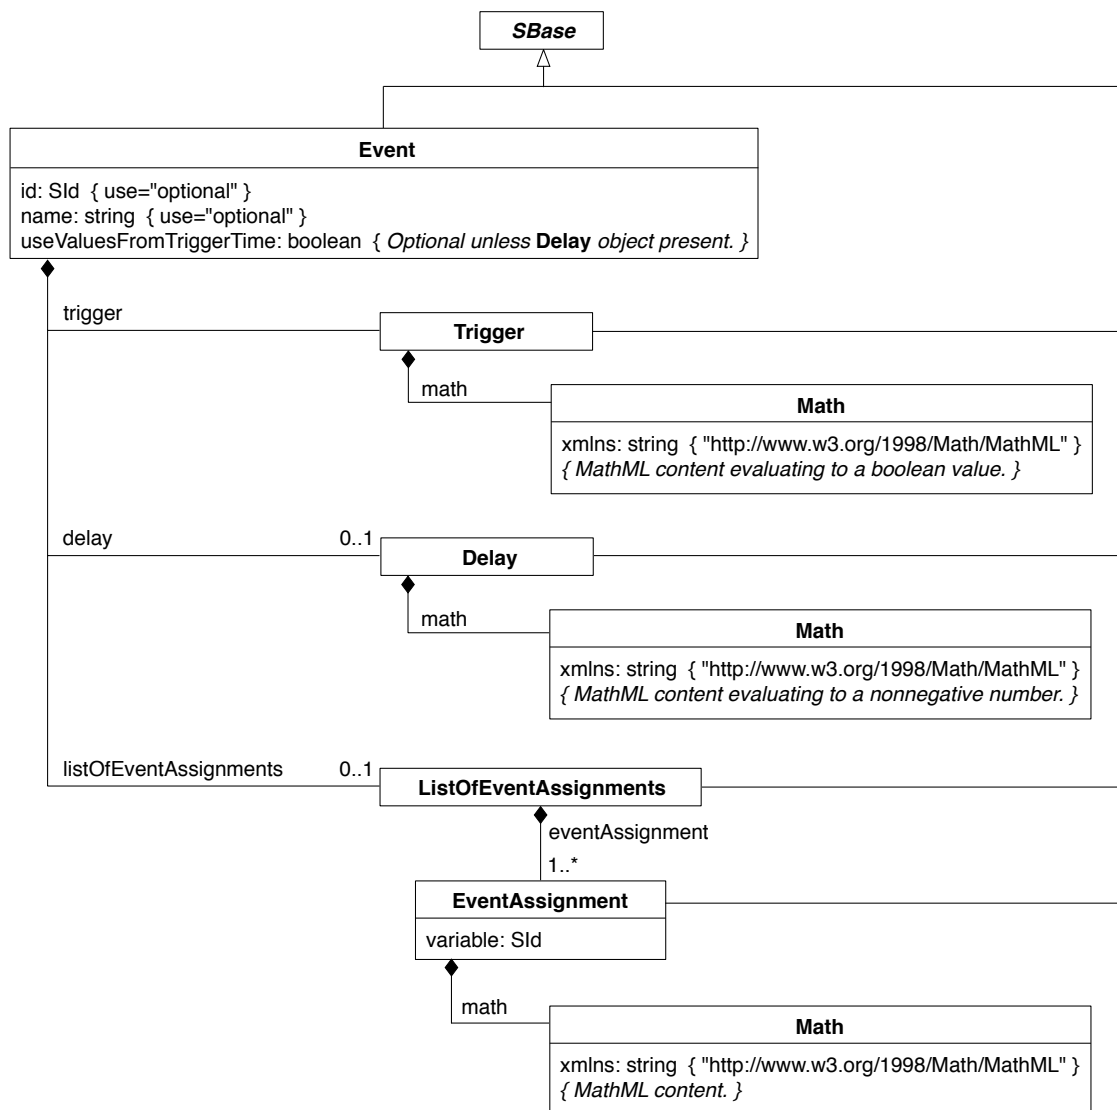 SBase
Event
id: SId { use="optional" }
name: string { use="optional" }
useValuesFromTriggerTime: boolean { Optional unless Delay object present. }
trigger
Trigger
math
Math
xmlns: string { "http://www.w3.org/1998/Math/MathML" }
{ MathML content evaluating to a boolean value. }
delay
0..1
Delay
math
Math
xmlns: string { "http://www.w3.org/1998/Math/MathML" }
{ MathML content evaluating to a nonnegative number. }
listOfEventAssignments
0..1
ListOfEventAssignments
eventAssignment
1..*
EventAssignment
variable: SId
math
Math
xmlns: string { "http://www.w3.org/1998/Math/MathML" }
{ MathML content. }